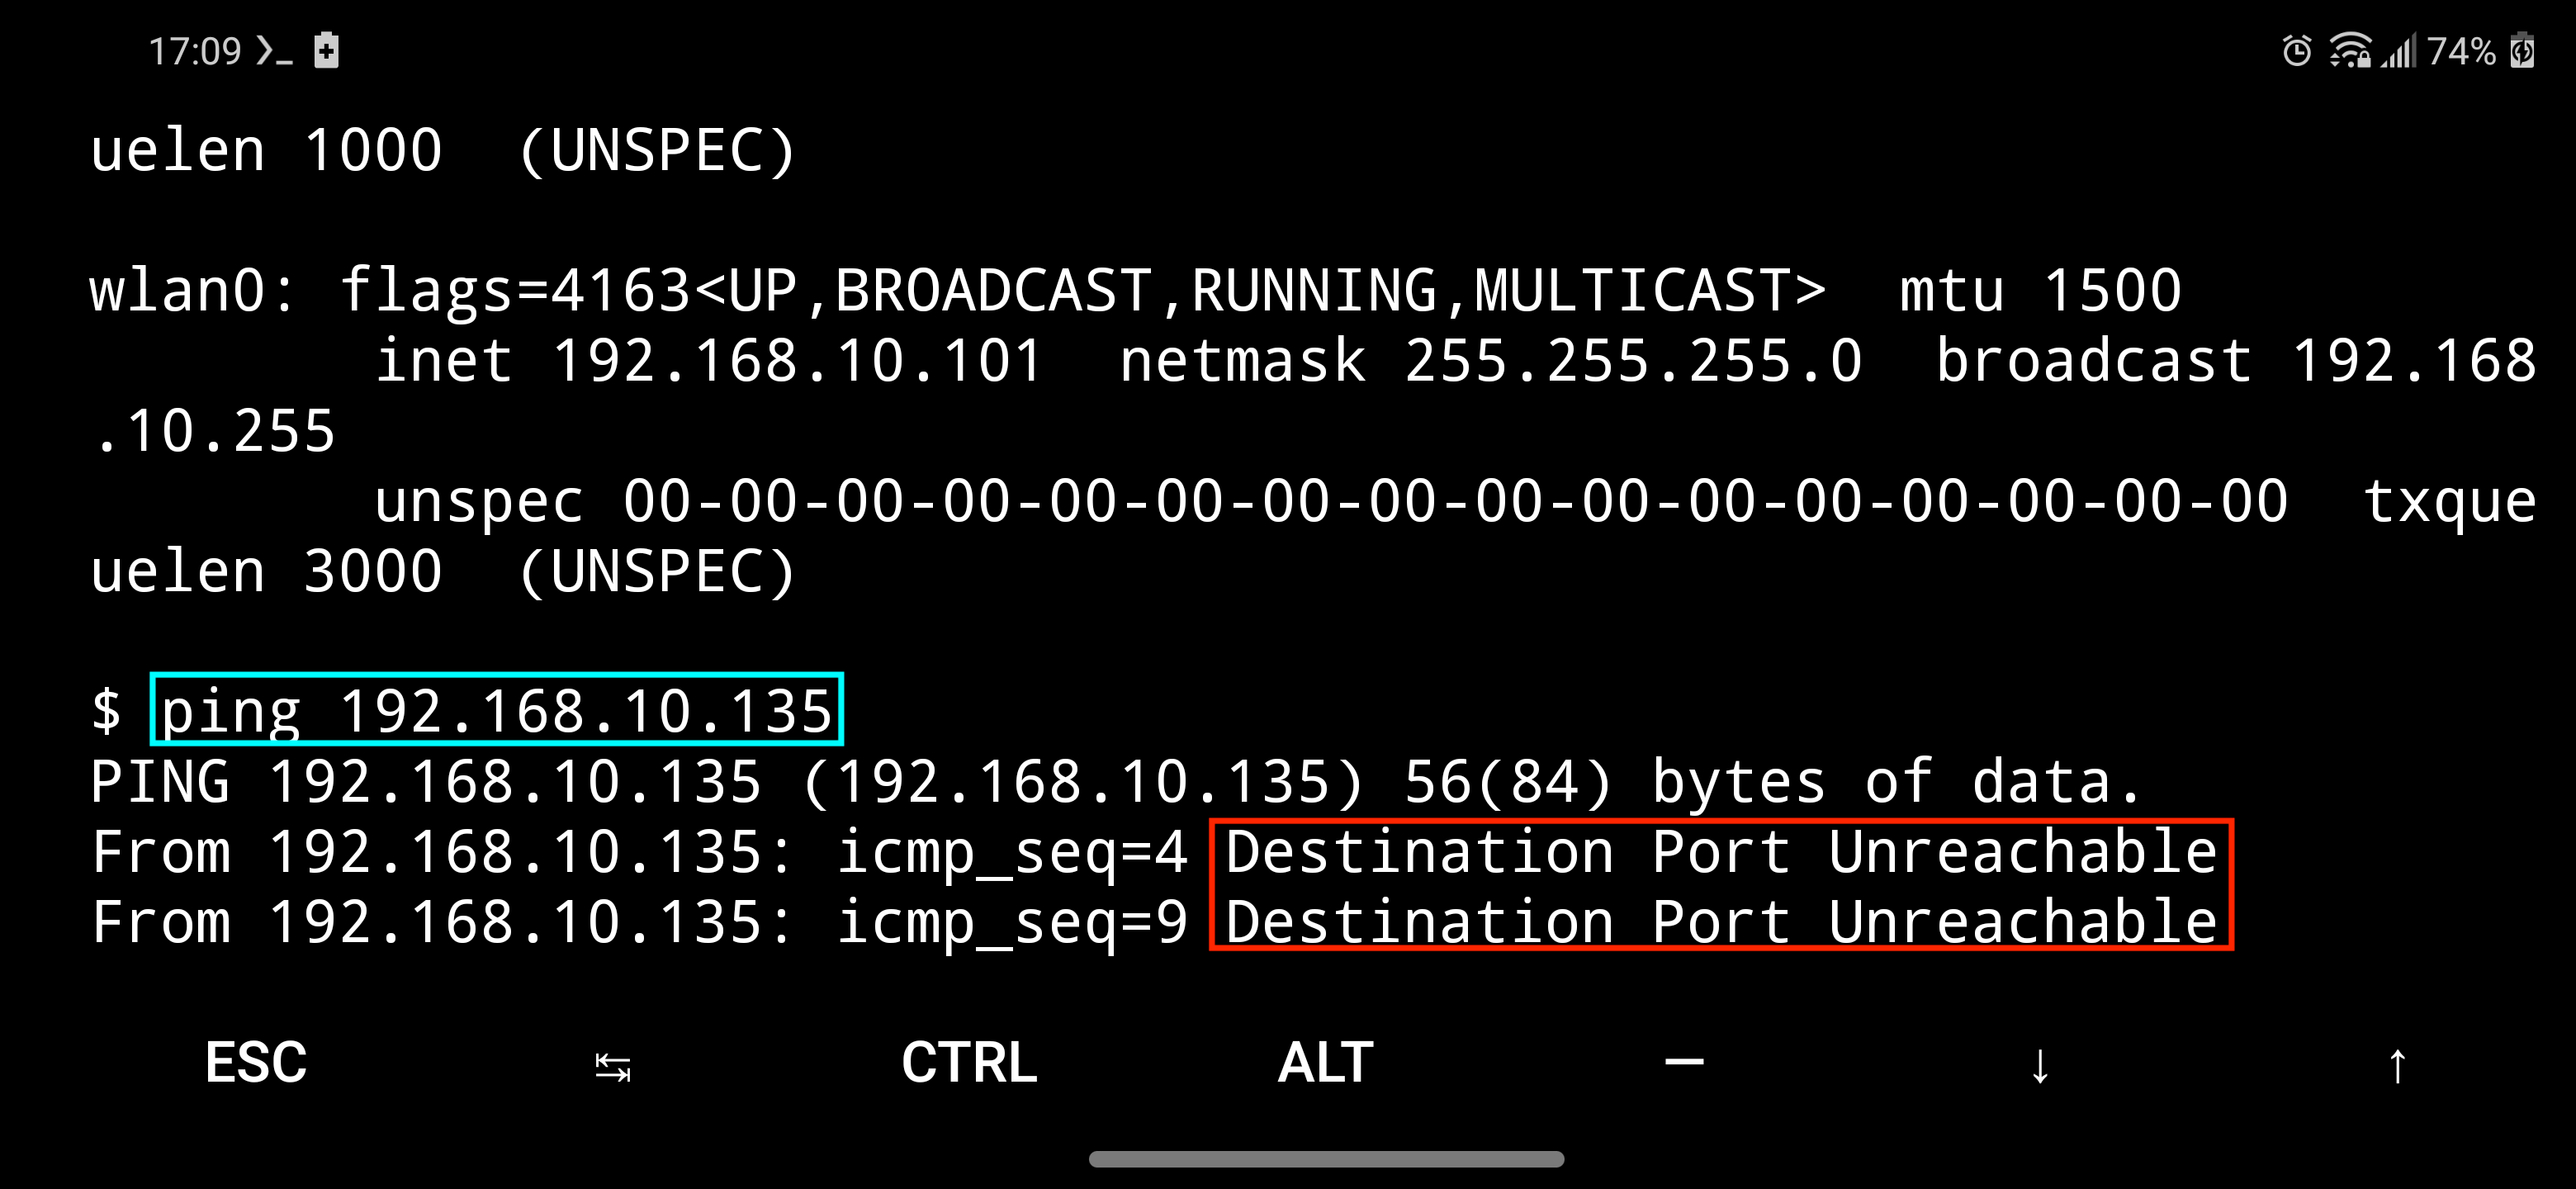 17:09
74%
uelen 1000  (UNSPEC)
wlan0: flags=4163<UP,BROADCAST,RUNNING,MULTICAST>  mtu 1500
        inet 192.168.10.101  netmask 255.255.255.0  broadcast 192.168
.10.255
        unspec 00-00-00-00-00-00-00-00-00-00-00-00-00-00-00-00  txque
uelen 3000  (UNSPEC)
$ ping 192.168.10.135
PING 192.168.10.135 (192.168.10.135) 56(84) bytes of data.
From 192.168.10.135: icmp_seq=4 Destination Port Unreachable
From 192.168.10.135: icmp_seq=9 Destination Port Unreachable
ESC ↹ CTRL ALT — ↓ ↑